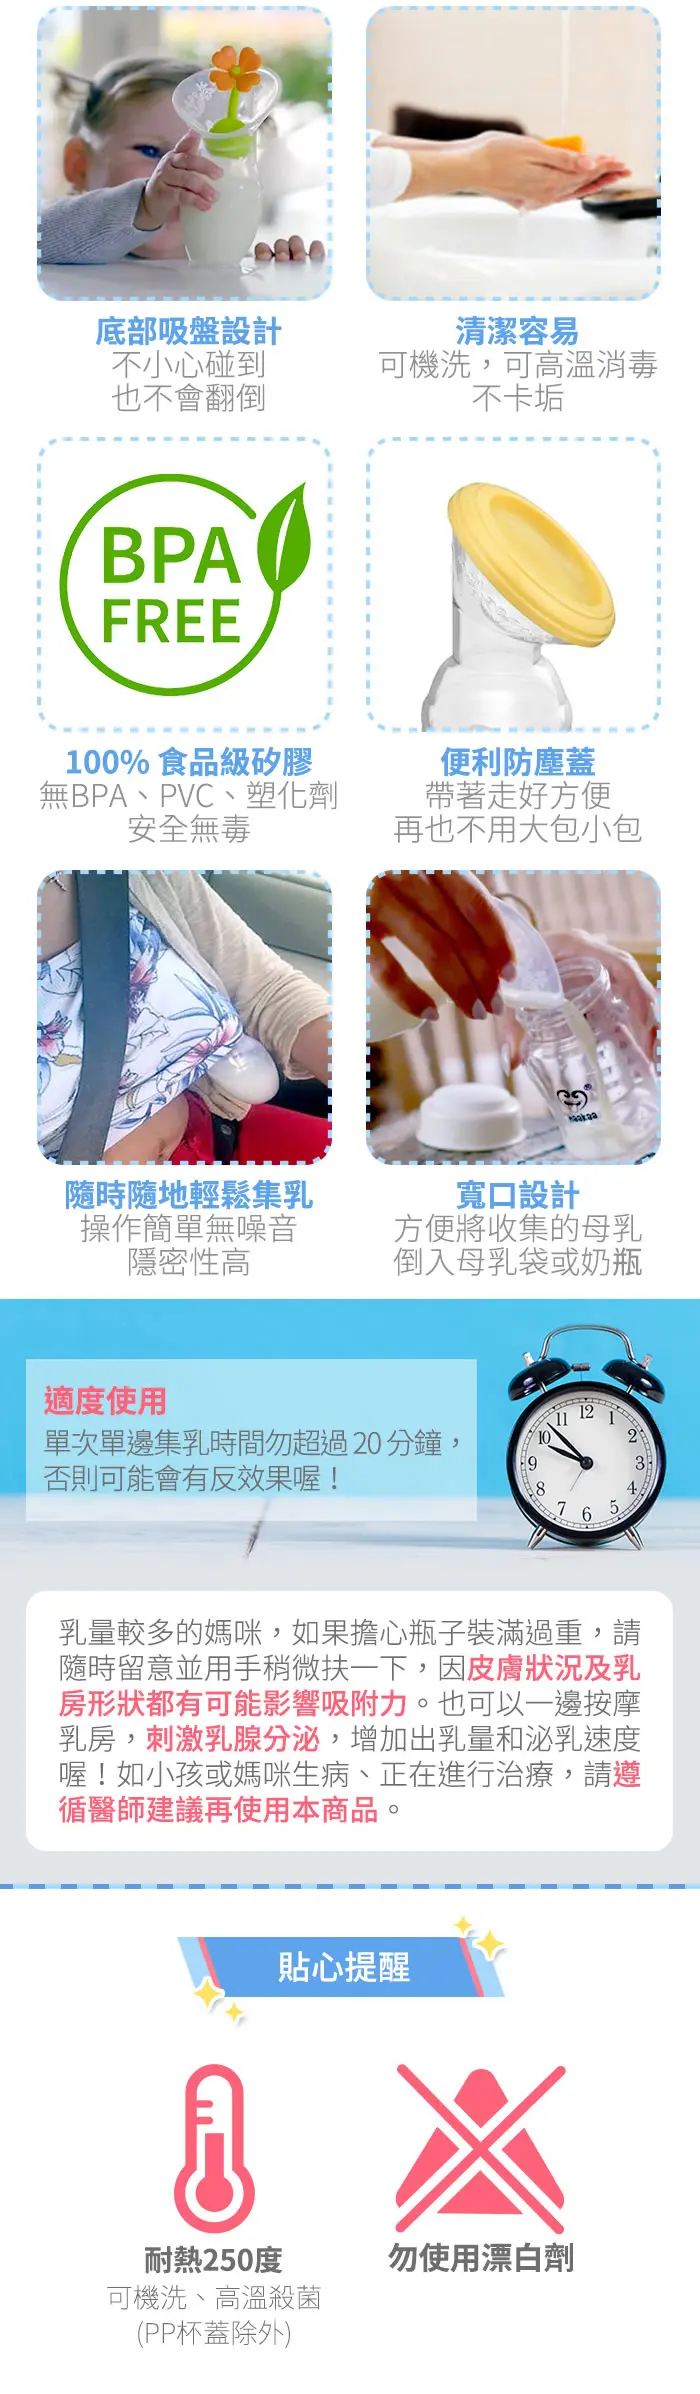 底部吸盤設計
不小心碰到
也不會翻倒
清潔容易
可機洗，可高溫消毒
不卡垢
BPA
FREE
100% 食品級矽膠
無BPA、PVC、塑化劑
安全無毒
便利防塵蓋
帶著走好方便
再也不用大包小包
隨時隨地輕鬆集乳
操作簡單無噪音
隱密性高
haakaa
寬口設計
方便將收集的母乳
倒入母乳袋或奶瓶
適度使用
單次單邊集乳時間勿超過 20 分鐘，
否則可能會有反效果喔！
11 12 1
10 2
9 3
8 4
7 6 5
乳量較多的媽咪，如果擔心瓶子裝滿過重，請
隨時留意並用手稍微扶一下，因皮膚狀況及乳
房形狀都有可能影響吸附力。也可以一邊按摩
乳房，刺激乳腺分泌，增加出乳量和泌乳速度
喔！如小孩或媽咪生病、正在進行治療，請遵
循醫師建議再使用本商品。
貼心提醒
耐熱250度
可機洗、高溫殺菌
(PP杯蓋除外)
勿使用漂白劑